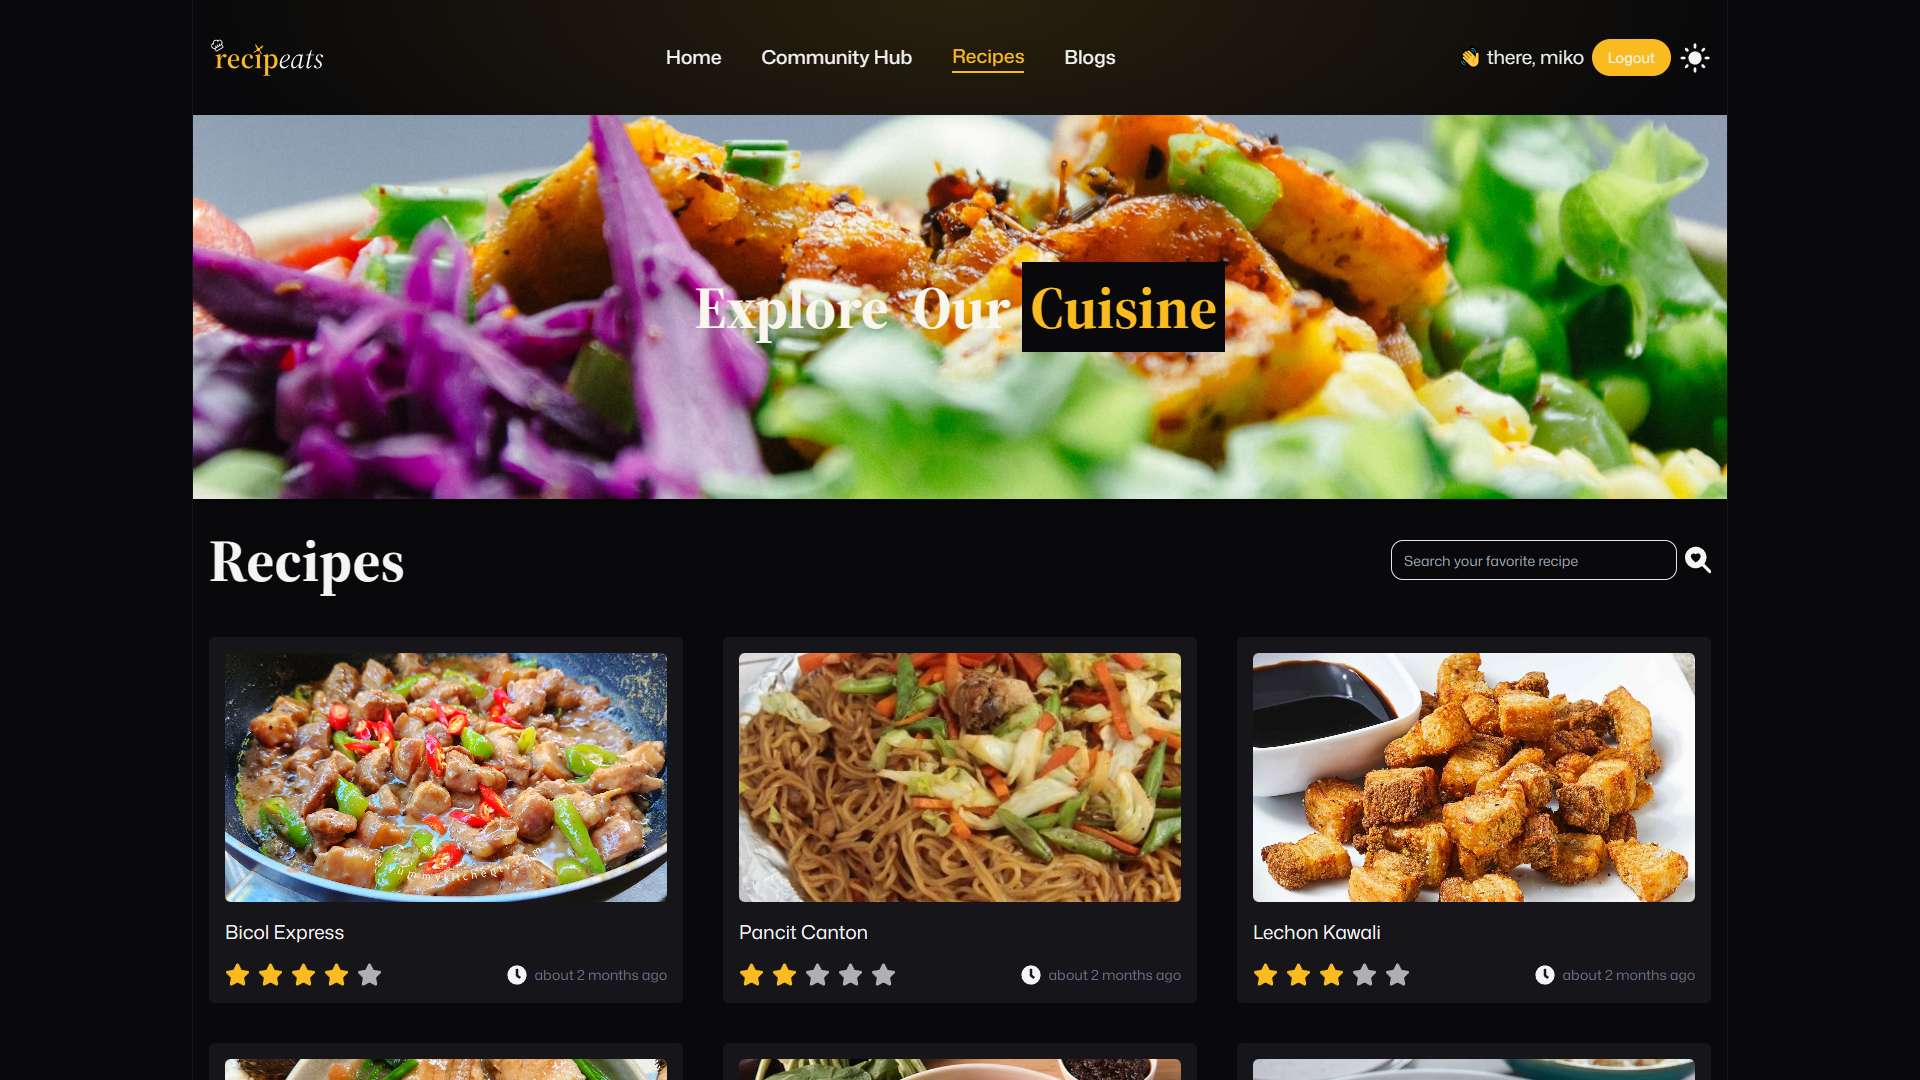 recipeats
Home
Community Hub
Recipes
Blogs
👋 there, miko
Logout
Explore Our Cuisine
Recipes
Search your favorite recipe
Bicol Express
about 2 months ago
Pancit Canton
about 2 months ago
Lechon Kawali
about 2 months ago